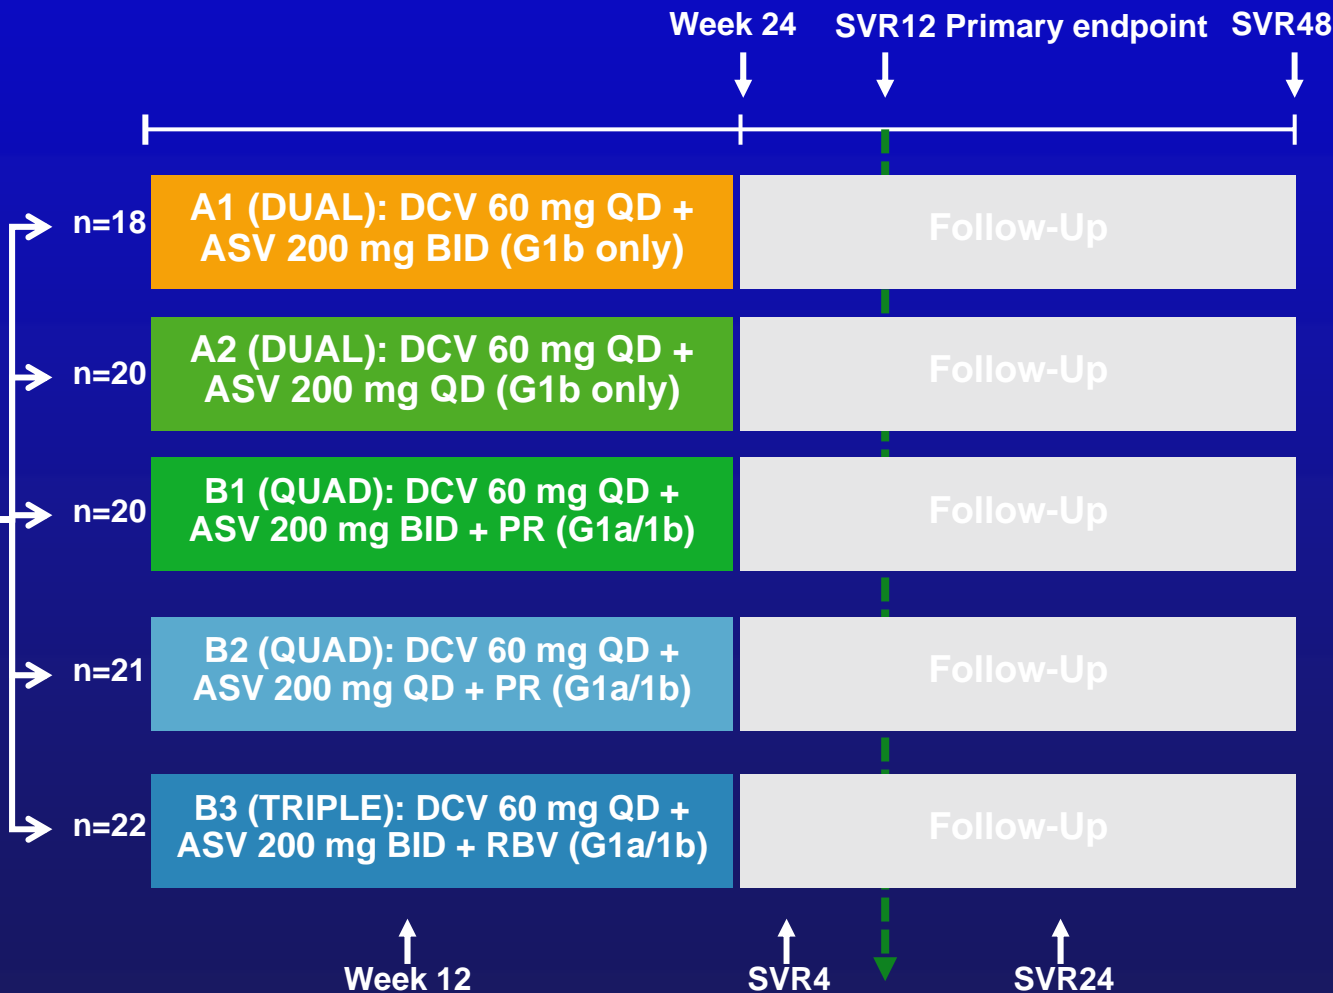 Week 24
SVR12 Primary endpoint
SVR48
n=18
A1 (DUAL): DCV 60 mg QD +
ASV 200 mg BID (G1b only)
Follow-Up
n=20
A2 (DUAL): DCV 60 mg QD +
ASV 200 mg QD (G1b only)
Follow-Up
n=20
B1 (QUAD): DCV 60 mg QD +
ASV 200 mg BID + PR (G1a/1b)
Follow-Up
n=21
B2 (QUAD): DCV 60 mg QD +
ASV 200 mg QD + PR (G1a/1b)
Follow-Up
n=22
B3 (TRIPLE): DCV 60 mg QD +
ASV 200 mg BID + RBV (G1a/1b)
Follow-Up
Week 12
SVR4
SVR24